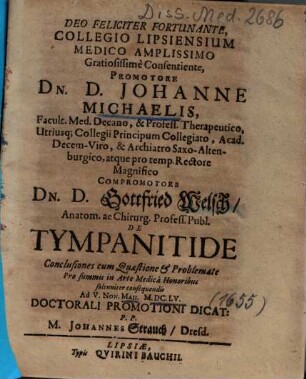 Diss. Med. 2686
DEO FELICITER FORTUNANTE,
COLLEGIO LIPSIENSIUM
MEDICO AMPLISSIMO
Gratiosissimè Consentiente,
PROMOTORE
DN. D. JOHANNE
MICHAELIS,
Facult. Med. Decano, & Profess. Therapeutico,
Utriusq; Collegii Principum Collegiato, Acad.
Decem-Viro, & Archiatro Saxo-Alten-
burgico, atque pro temp. Rectore
Magnifico
COMPROMOTORE
DN. D. Gottfried Welsch/
Anatom. ac Chirurg. Profess. Publ.
DE
TYMPANITIDE
Conclusiones cum Quæstione & Problemate
Pro summis in Arte Medicâ Honoribus
solenniter consequendis
Ad V. Non. Maii. M.DC.LV.
(1655)
DOCTORALI PROMOTIONI DICAT:
P. P.
M. JOHANNES Strauch/ Dresd.
LIPSIÆ,
Typis QVIRINI BAUCHII.